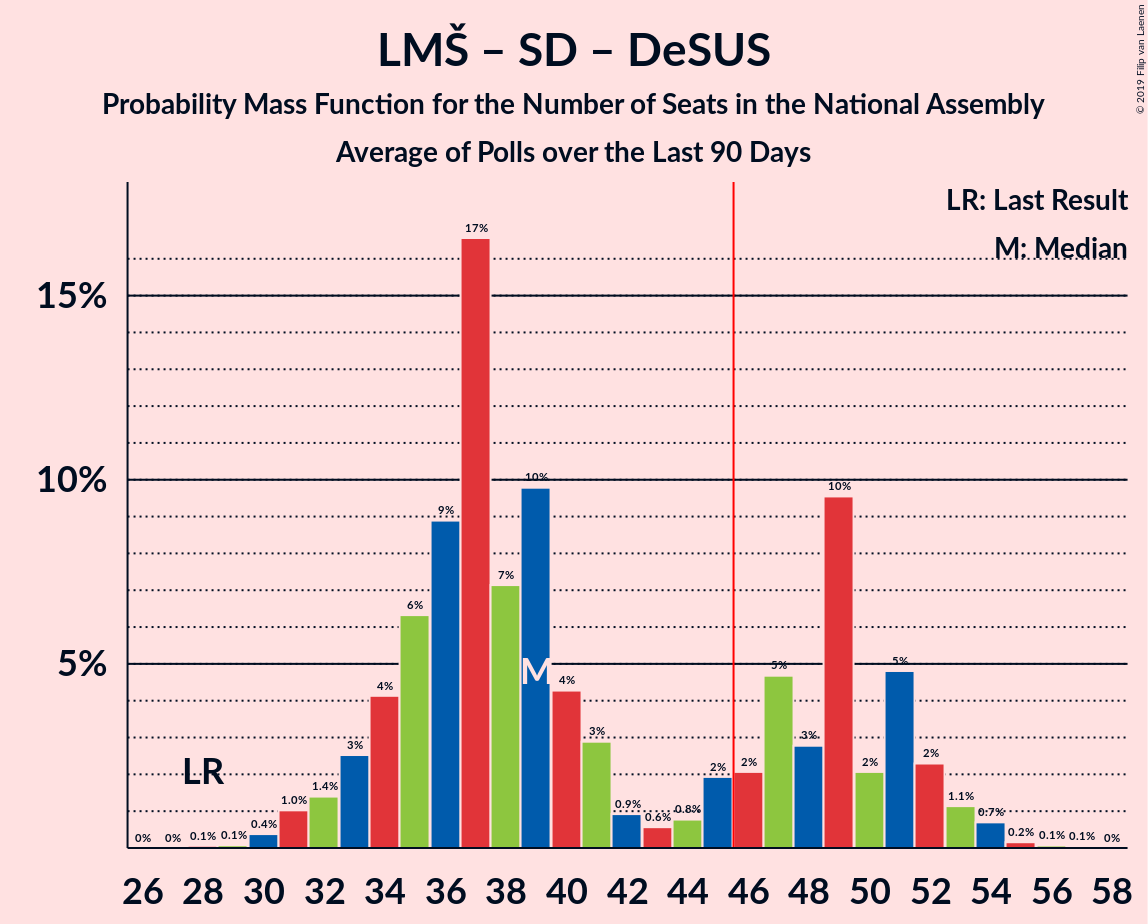 LMŠ – SD – DeSUS
Probability Mass Function for the Number of Seats in the National Assembly
Average of Polls over the Last 90 Days
© 2019 Filip van Laenen
LR: Last Result
M: Median
15%
10%
5%
0% 0% 0.1% 0.1% 0.4% 1.0% 1.4% 3% 4% 6% 9% 17% 7% 10% 4% 3% 0.9% 0.6% 0.8% 2% 2% 5% 3% 10% 2% 5% 2% 1.1% 0.7% 0.2% 0.1% 0.1% 0%
LR
M
26 28 30 32 34 36 38 40 42 44 46 48 50 52 54 56 58